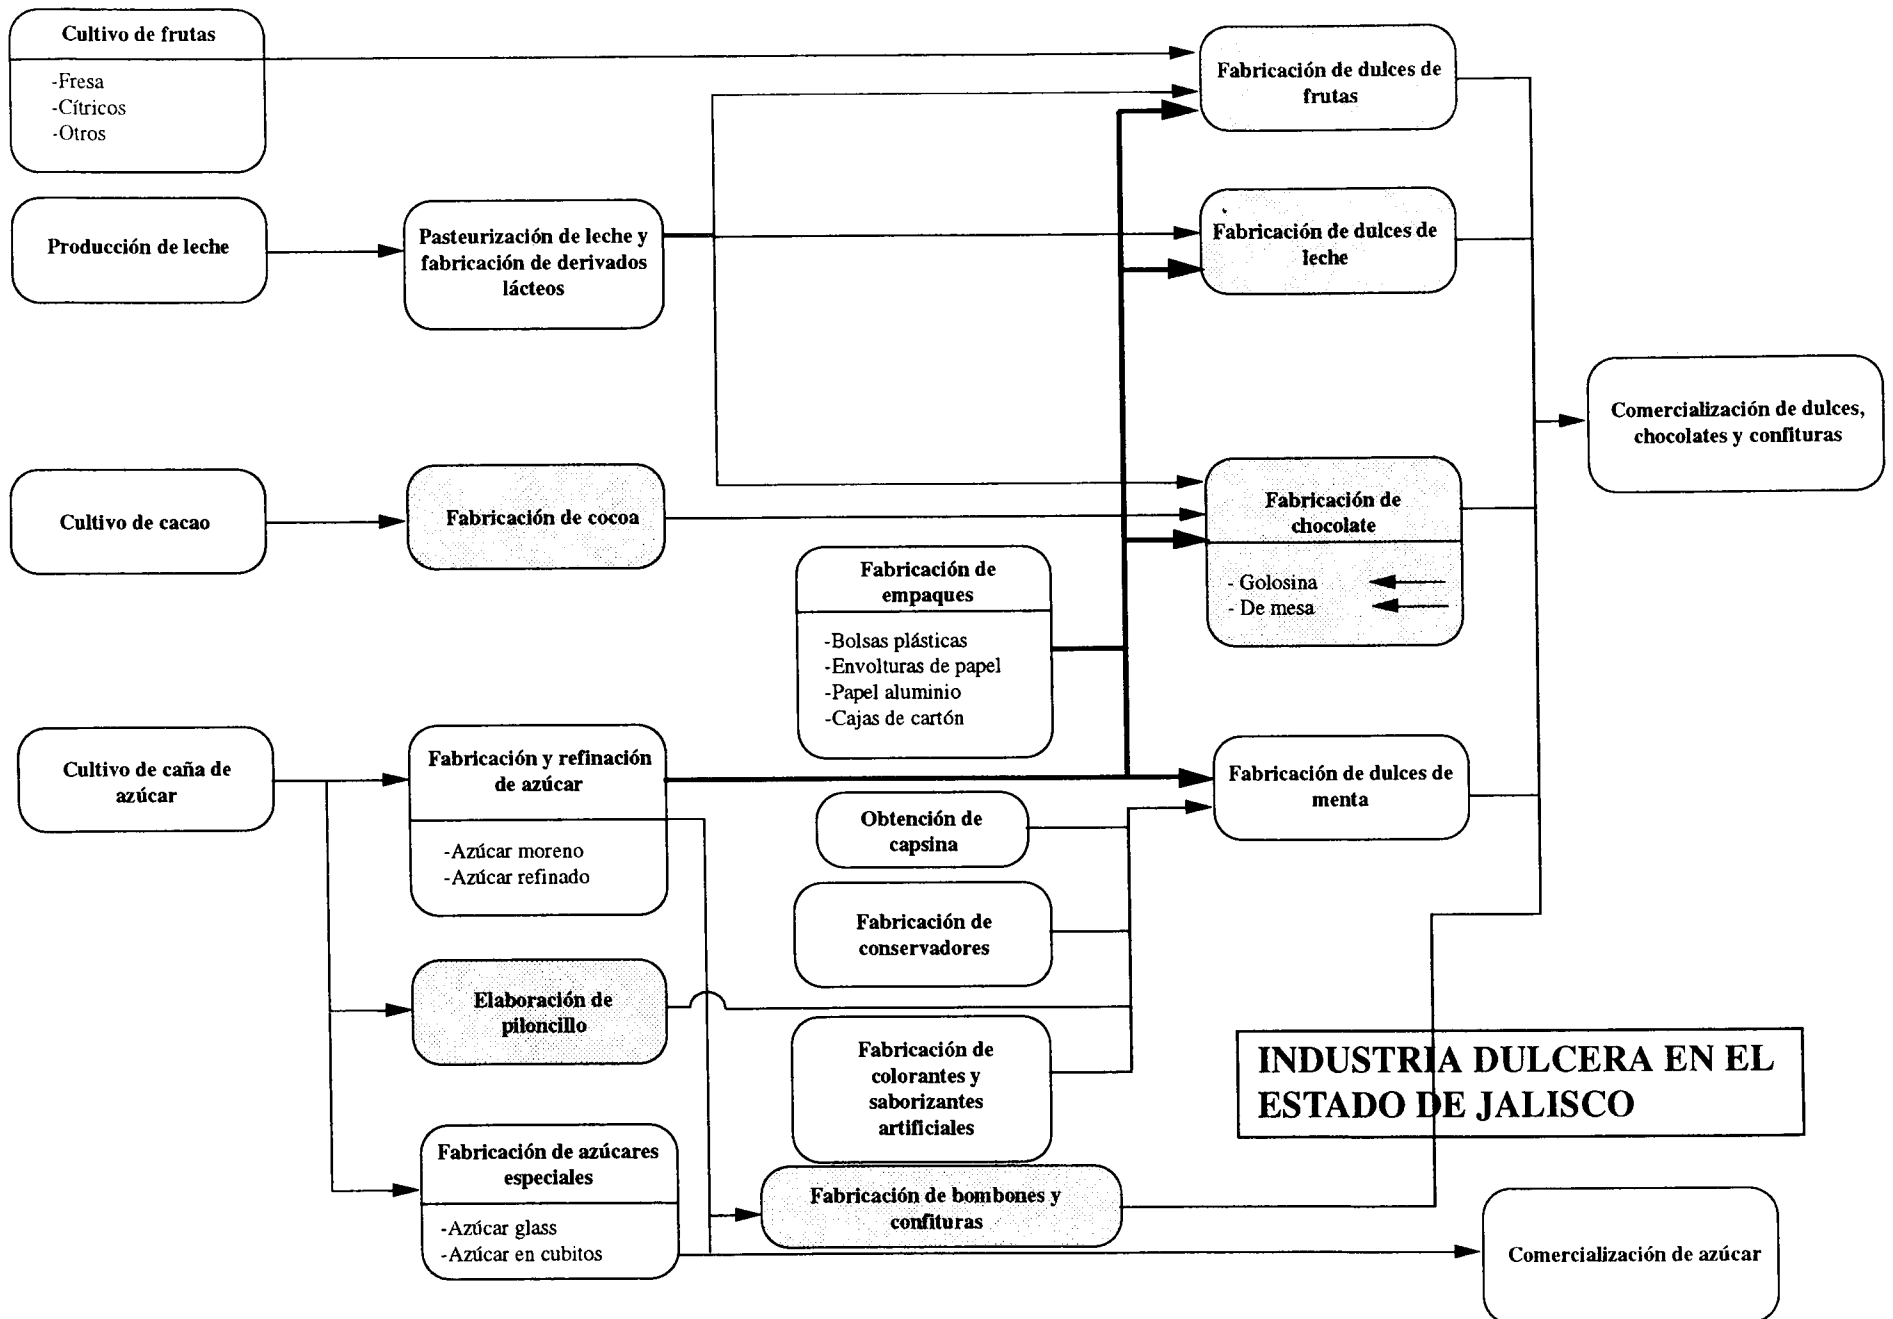 Cultivo de frutas
-Fresa
-Cítricos
-Otros
Producción de leche
Cultivo de cacao
Cultivo de caña de
azúcar
Pasteurización de leche y
fabricación de derivados
lácteos
Fabricación de cocoa
Fabricación y refinación
de azúcar
-Azúcar moreno
-Azúcar refinado
Elaboración de
piloncillo
Fabricación de azúcares
especiales
-Azúcar glass
-Azúcar en cubitos
Fabricación de
empaques
-Bolsas plásticas
-Envolturas de papel
-Papel aluminio
-Cajas de cartón
Obtención de
capsina
Fabricación de
conservadores
Fabricación de
colorantes y
saborizantes
artificiales
Fabricación de bombones y
confituras
Fabricación de dulces de
frutas
Fabricación de dulces de
leche
Fabricación de
chocolate
- Golosina
- De mesa
Fabricación de dulces de
menta
Comercialización de dulces,
chocolates y confituras
INDUSTRIA DULCERA EN EL
ESTADO DE JALISCO
Comercialización de azúcar